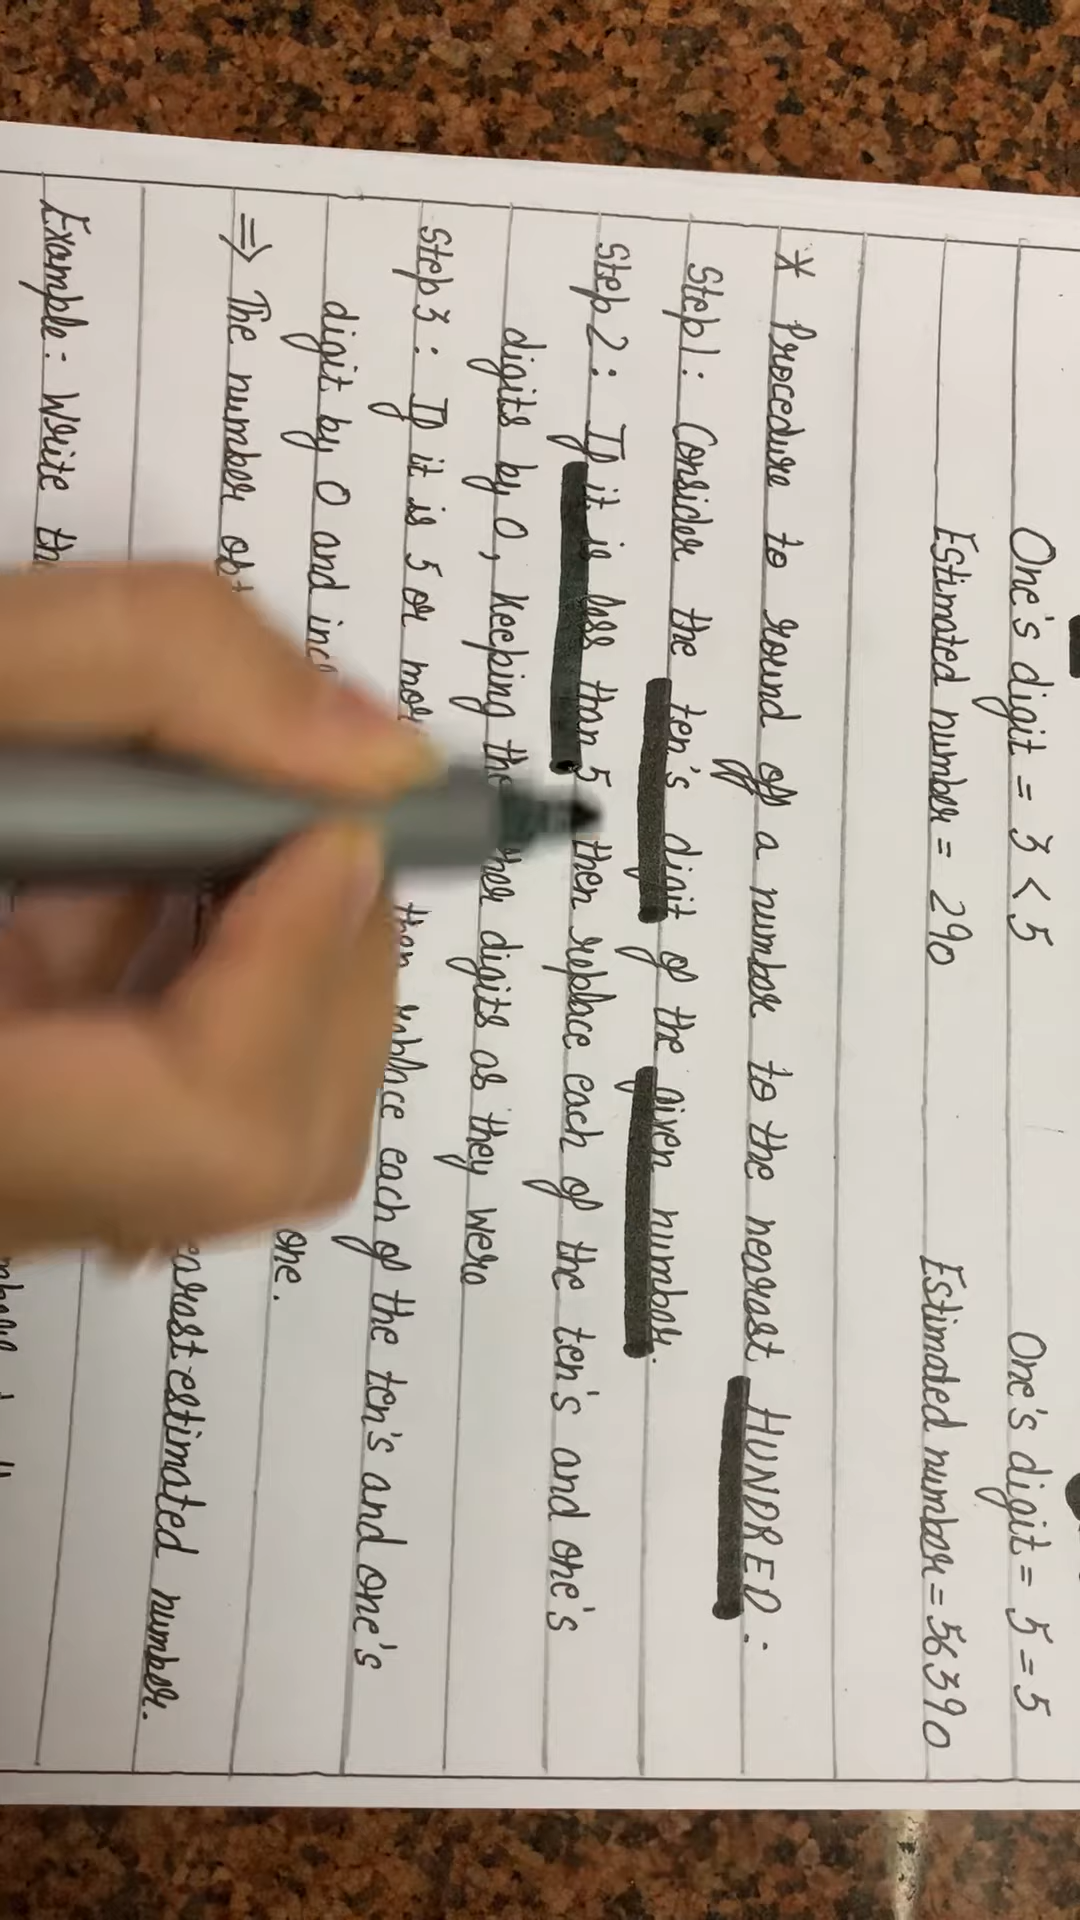 One's digit = 3 < 5 One's digit = 5 = 5
Estimated number = 290 Estimated number = 56390
* Procedure to round off a number to the nearest HUNDRED :
Step 1: Consider the ten's digit of the given number.
Step 2: If it is less than 5 then replace each of the ten's and one's
digits by 0, keeping the digits as they were
Step 3: If it is 5 or more then replace each of the ten's and one's
digit by 0 and one.
⇒ The number nearest estimated number.
Example: Write